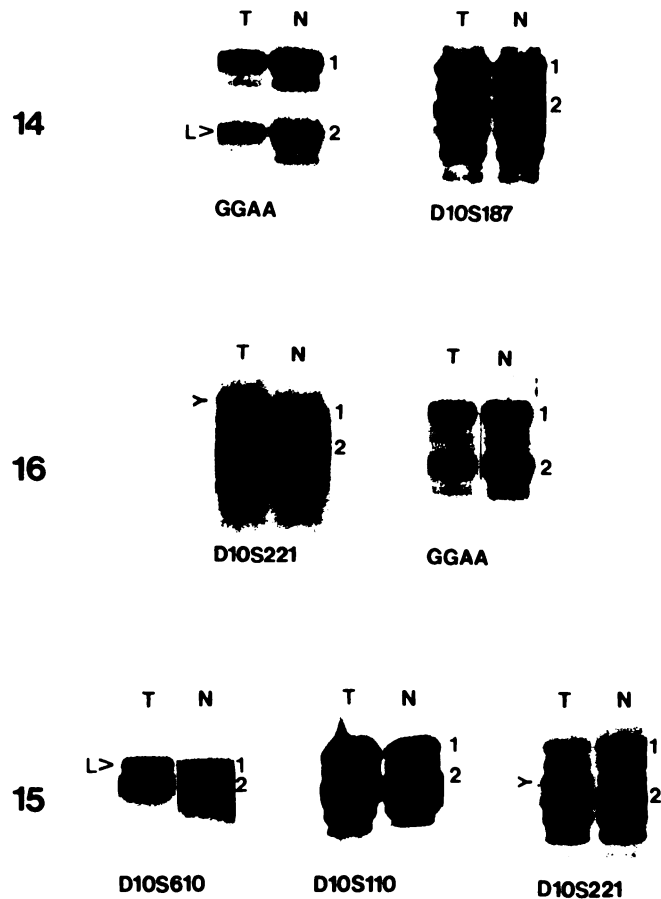 T N T N
1 1
14 L> 2 2
GGAA D10S187
T N T N
Y 1 1
16 2 2
D10S221 GGAA
T N T N T N
L> 1 1 1
15 2 2 Y 2
D10S610 D10S110 D10S221